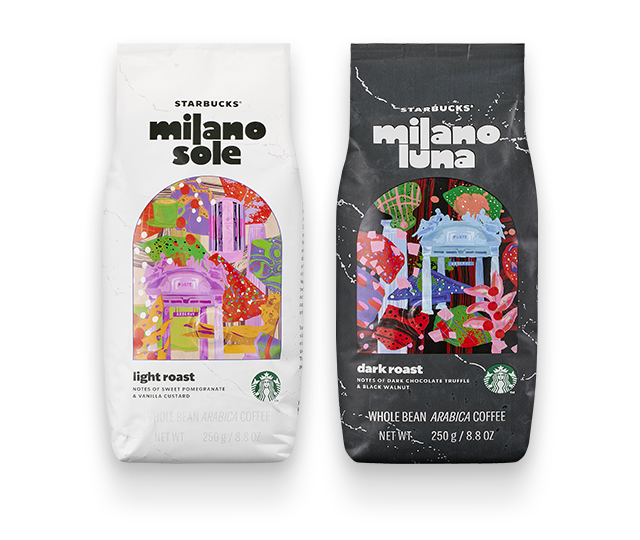 STARBUCKS®
milano
sole
light roast
NOTES OF SWEET POMEGRANATE
& VANILLA CUSTARD
WHOLE BEAN ARABICA COFFEE
NET WT 250 g / 8.8 OZ
STARBUCKS®
milano
luna
dark roast
NOTES OF DARK CHOCOLATE TRUFFLE
& BLACK WALNUT
WHOLE BEAN ARABICA COFFEE
NET WT 250 g / 8.8 OZ